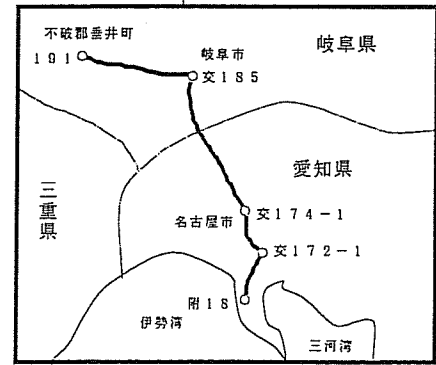 不破郡垂井町
191
岐阜市
交185
岐阜県
愛知県
三重県
名古屋市
交174-1
交172-1
附18
伊勢湾
三河湾